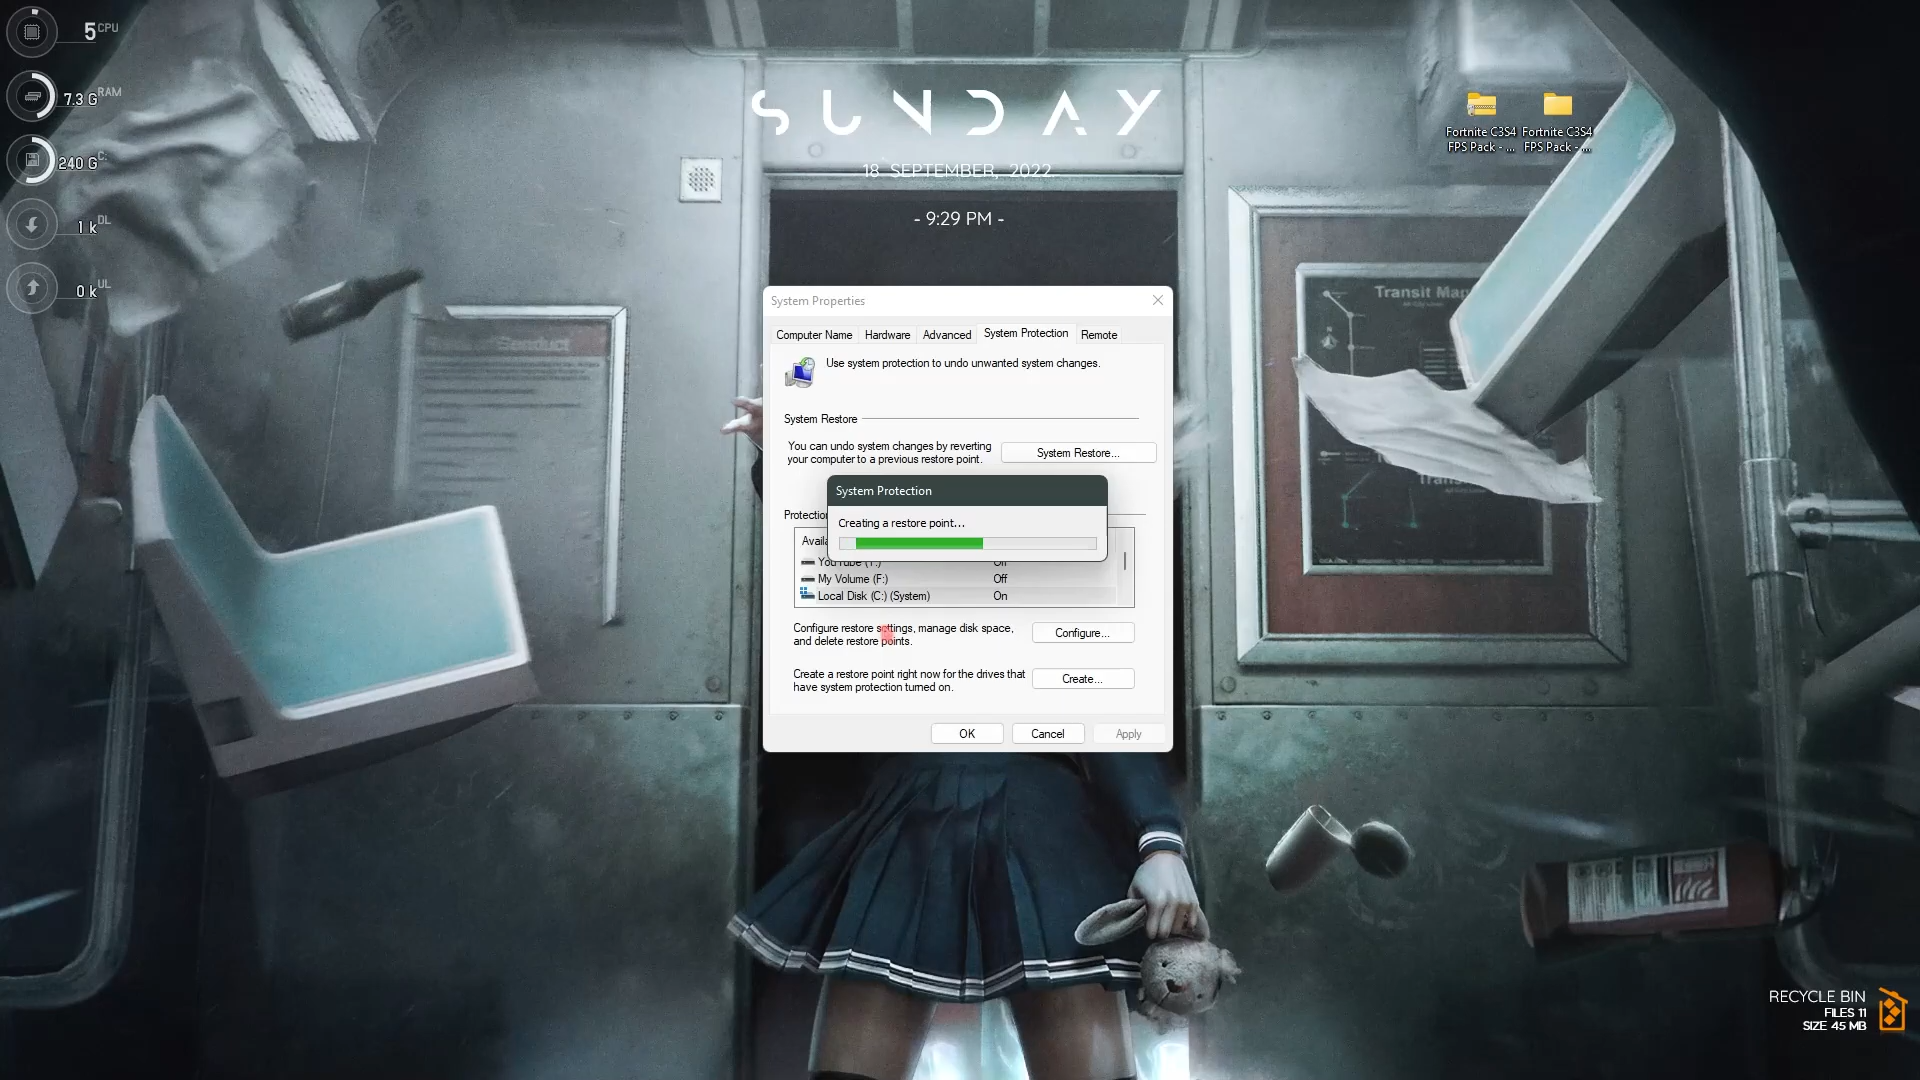 5 CPU
7.3 G RAM
240 G C:
1 k DL
0 k UL
SUNDAY
18 SEPTEMBER, 2022
- 9:29 PM -
Fortnite C3S4
FPS Pack - ...
Fortnite C3S4
FPS Pack - ...
Transit Map
System Properties
Computer Name
Hardware
Advanced
System Protection
Remote
Use system protection to undo unwanted system changes.
System Restore
You can undo system changes by reverting
your computer to a previous restore point.
System Restore...
System Protection
Creating a restore point...
My Volume (F:) Off
Local Disk (C:) (System) On
Configure restore settings, manage disk space,
and delete restore points.
Configure...
Create a restore point right now for the drives that
have system protection turned on.
Create...
OK
Cancel
Apply
RECYCLE BIN
FILES 11
SIZE 45 MB